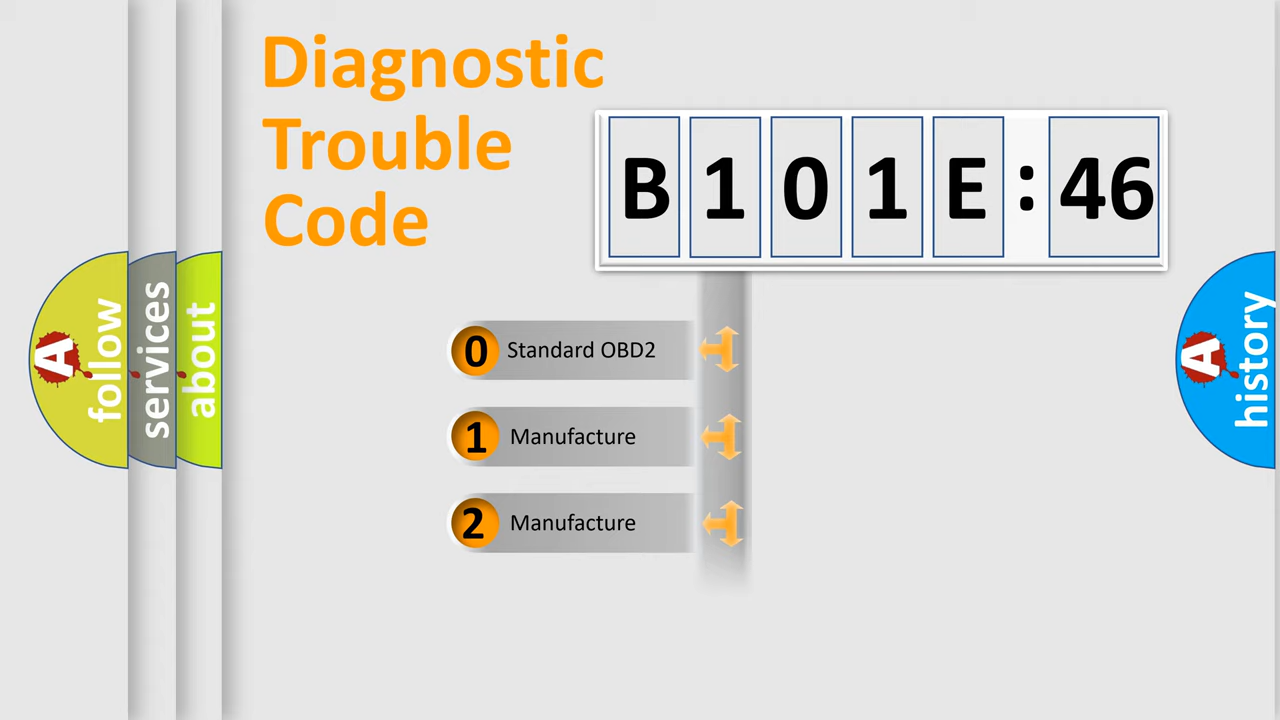 Diagnostic
Trouble
Code
B 1 0 1 E : 46
0 Standard OBD2
1 Manufacture
2 Manufacture
A follow
services
about
A history